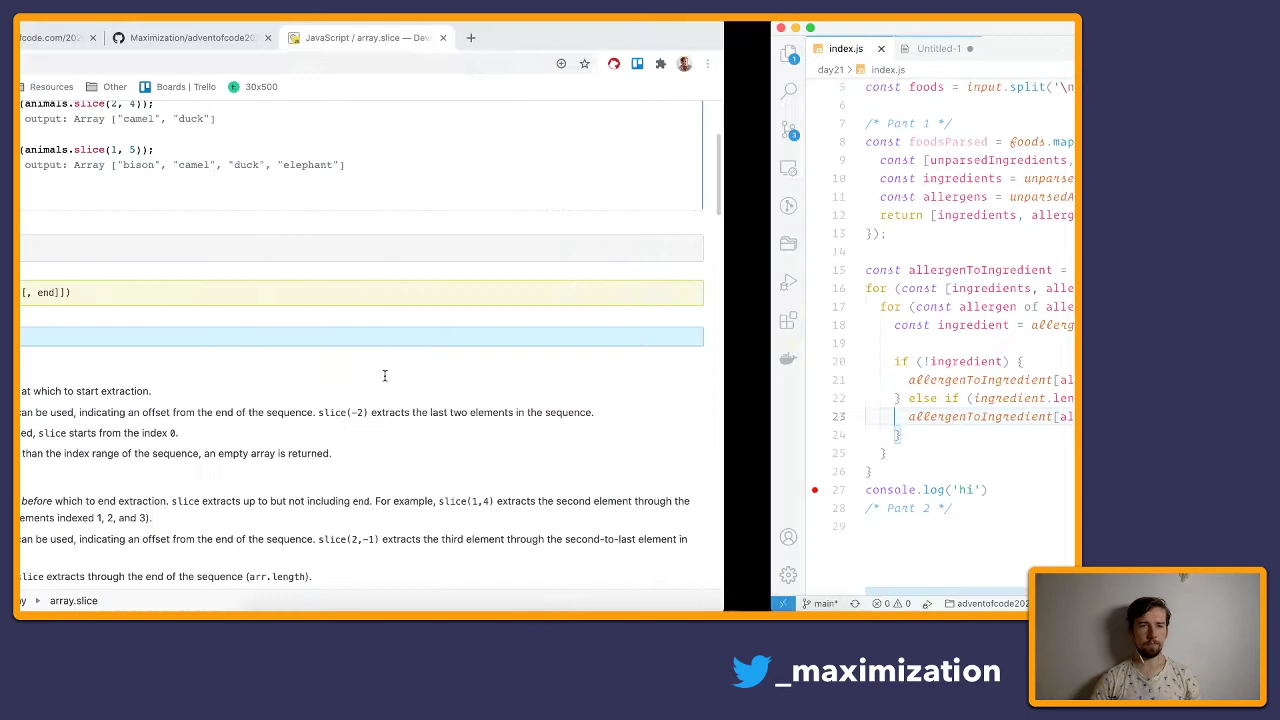 fcode.com/202
Maximization/adventofcode202
JavaScript / array.slice — Dev
Resources
Other
Boards | Trello
30x500
(animals.slice(2, 4));
output: Array ["camel", "duck"]
(animals.slice(1, 5));
output: Array ["bison", "camel", "duck", "elephant"]
[, end]])
at which to start extraction.
can be used, indicating an offset from the end of the sequence. slice(-2) extracts the last two elements in the sequence.
ed, slice starts from the index 0.
than the index range of the sequence, an empty array is returned.
before which to end extraction. slice extracts up to but not including end. For example, slice(1,4) extracts the second element through the
ements indexed 1, 2, and 3).
can be used, indicating an offset from the end of the sequence. slice(2,-1) extracts the third element through the second-to-last element in
slice extracts through the end of the sequence (arr.length).
array.slice
index.js
Untitled-1
day21
index.js
5 const foods = input.split('\n
6
7 /* Part 1 */
8 const foodsParsed = foods.map
9 const [unparsedIngredients,
10 const ingredients = unparse
11 const allergens = unparsedA
12 return [ingredients, allerg
13 });
14
15 const allergenToIngredient =
16 for (const [ingredients, alle
17 for (const allergen of alle
18 const ingredient = allerg
19
20 if (!ingredient) {
21 allergenToIngredient[al
22 } else if (ingredient.len
23 allergenToIngredient[al
24 }
25 }
26 }
27 console.log('hi')
28 /* Part 2 */
29
1
3
main*
0
0
adventofcode202
_maximization